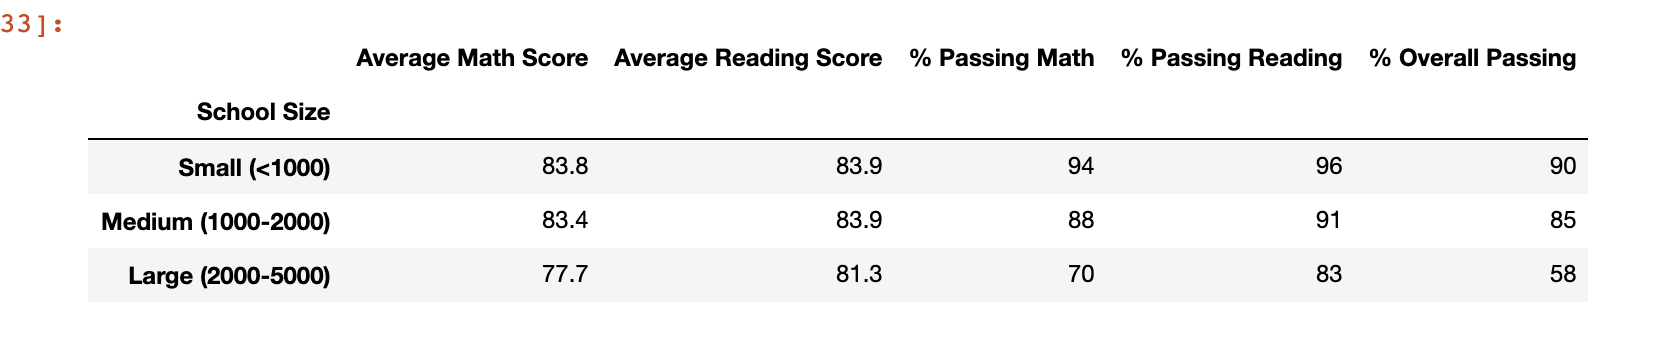 33]:
Average Math Score Average Reading Score % Passing Math % Passing Reading % Overall Passing
School Size
Small (<1000) 83.8 83.9 94 96 90
Medium (1000-2000) 83.4 83.9 88 91 85
Large (2000-5000) 77.7 81.3 70 83 58